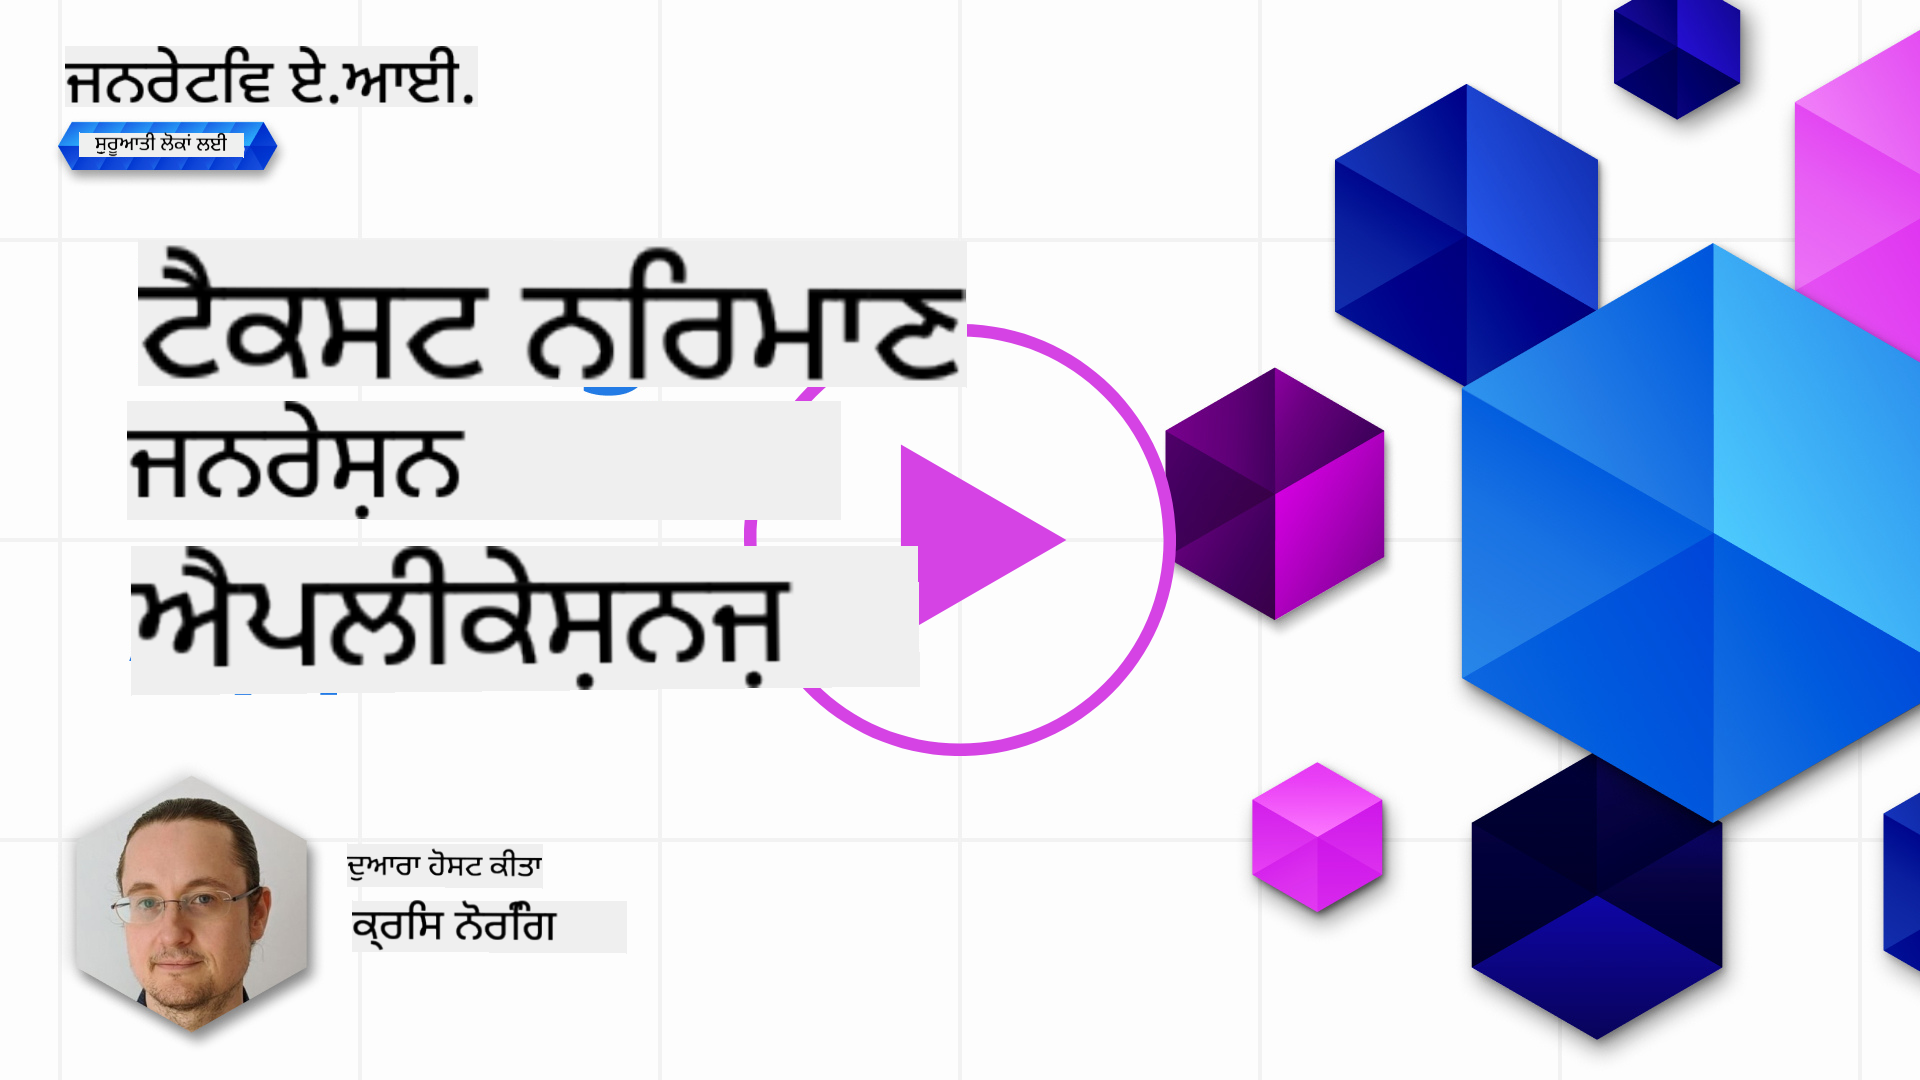 ਜਨਰੇਟਵਿ ਏ.ਆਈ.
ਸ਼ੁਰੂਆਤੀ ਲੋਕਾਂ ਲਈ
ਟੈਕਸਟ ਨਰਿਮਾਣ
ਜਨਰੇਸ਼ਨ
ਐਪਲੀਕੇਸ਼ਨਜ਼
ਦੁਆਰਾ ਹੋਸਟ ਕੀਤਾ
ਕ੍ਰਸਿ ਨੋਰੰਗਿ